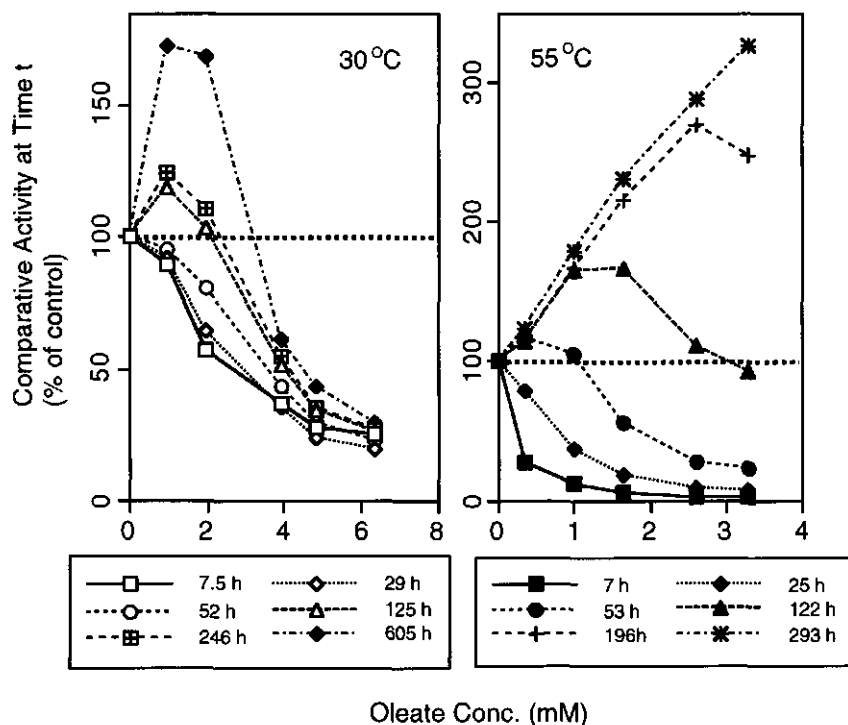 Comparative Activity at Time t
(% of control)
30 °C
150
100
50
0
0 2 4 6 8
55 °C
300
200
100
0
0 1 2 3 4
7.5 h 29 h
52 h 125 h
246 h 605 h
7 h 25 h
53 h 122 h
196h 293 h
Oleate Conc. (mM)